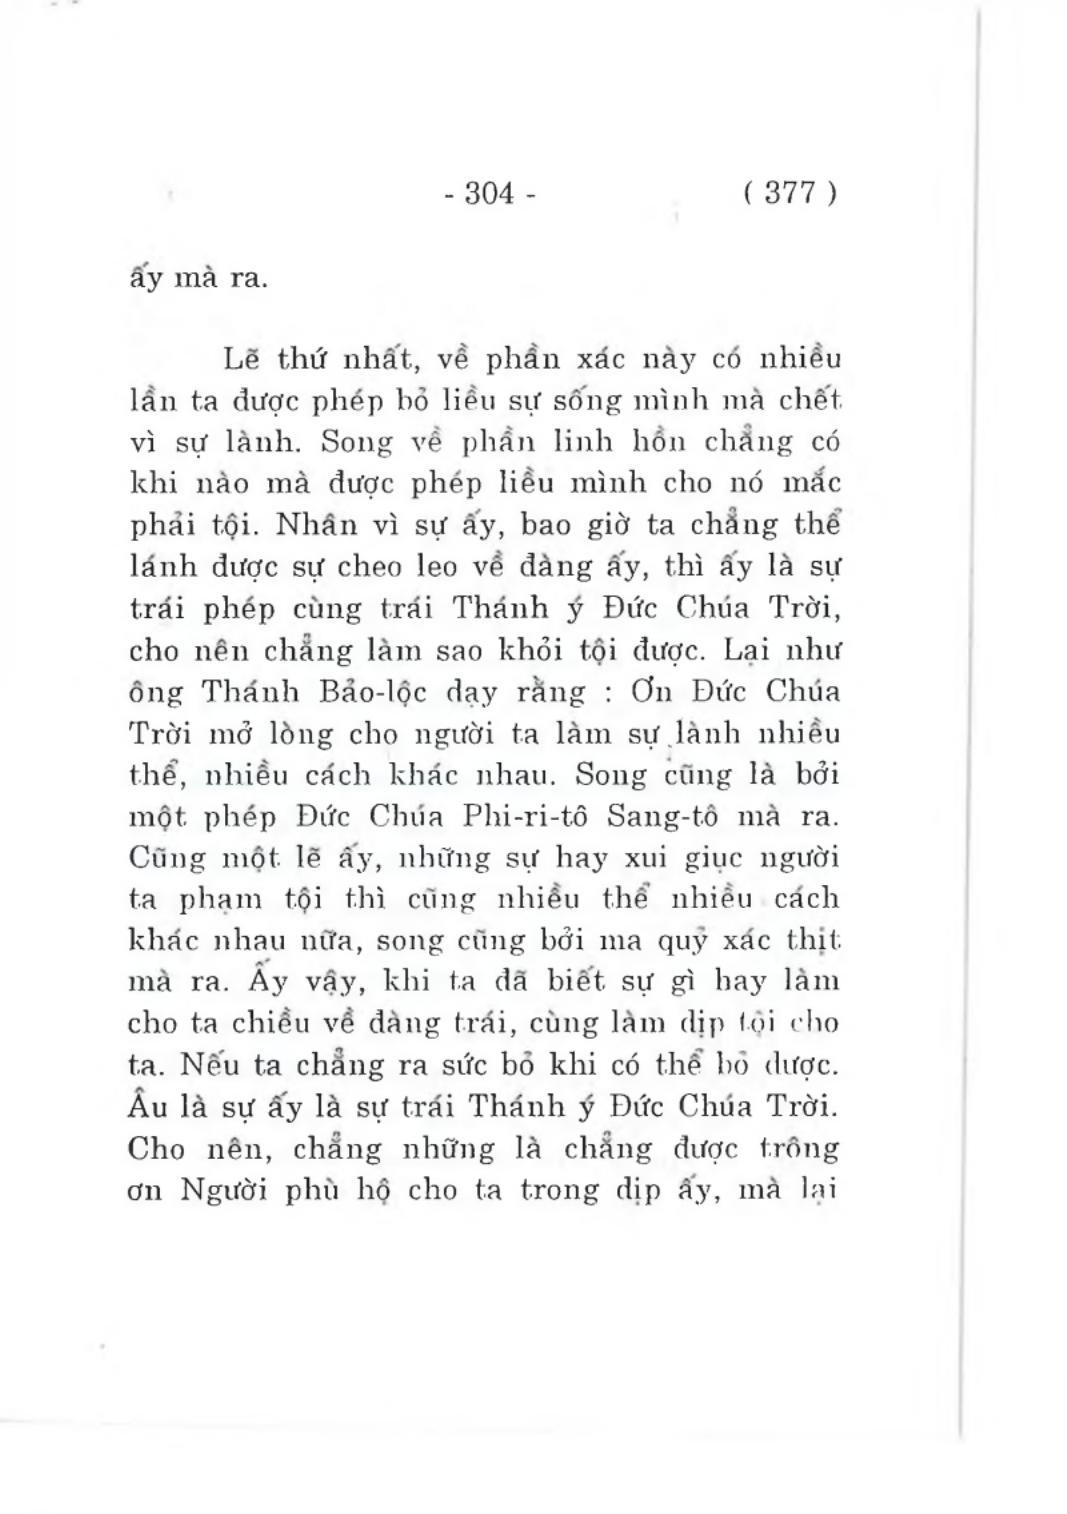 - 304 - ( 377 )
ấy mà ra.
Lẽ thứ nhất, về phần xác này có nhiều
lần ta được phép bỏ liều sự sống mình mà chết
vì sự lành. Song về phần linh hồn chẳng có
khi nào mà được phép liều mình cho nó mắc
phải tội. Nhân vì sự ấy, bao giờ ta chẳng thể
lánh được sự cheo leo về đàng ấy, thì ấy là sự
trái phép cùng trái Thánh ý Đức Chúa Trời,
cho nên chẳng làm sao khỏi tội được. Lại như
ông Thánh Bảo-lộc dạy rằng : Ơn Đức Chúa
Trời mở lòng cho người ta làm sự lành nhiều
thể, nhiều cách khác nhau. Song cũng là bởi
một phép Đức Chúa Phi-ri-tô Sang-tô mà ra.
Cũng một lẽ ấy, những sự hay xui giục người
ta phạm tội thì cũng nhiều thể nhiều cách
khác nhau nữa, song cũng bởi ma quỷ xác thịt
mà ra. Ấy vậy, khi ta đã biết sự gì hay làm
cho ta chiều về đàng trái, cùng làm dịp tội cho
ta. Nếu ta chẳng ra sức bỏ khi có thể bỏ được.
Âu là sự ấy là sự trái Thánh ý Đức Chúa Trời.
Cho nên, chẳng những là chẳng được trông
ơn Người phù hộ cho ta trong dịp ấy, mà lại